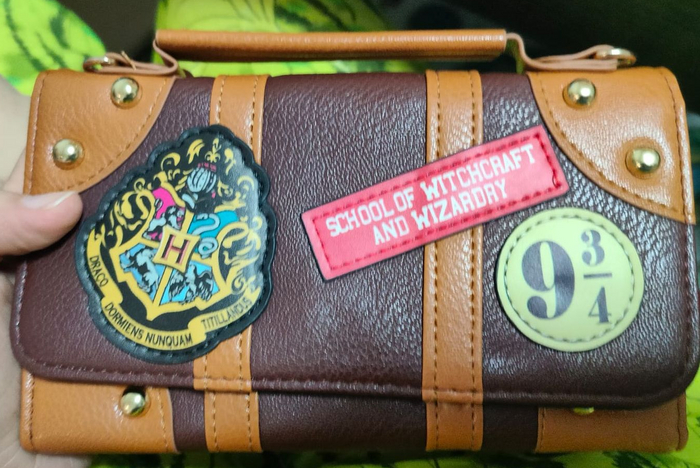 H
DRACO
DORMIENS NUNQUAM
TITILLANDUS
SCHOOL OF WITCHCRAFT
AND WIZARDRY
9 3/4